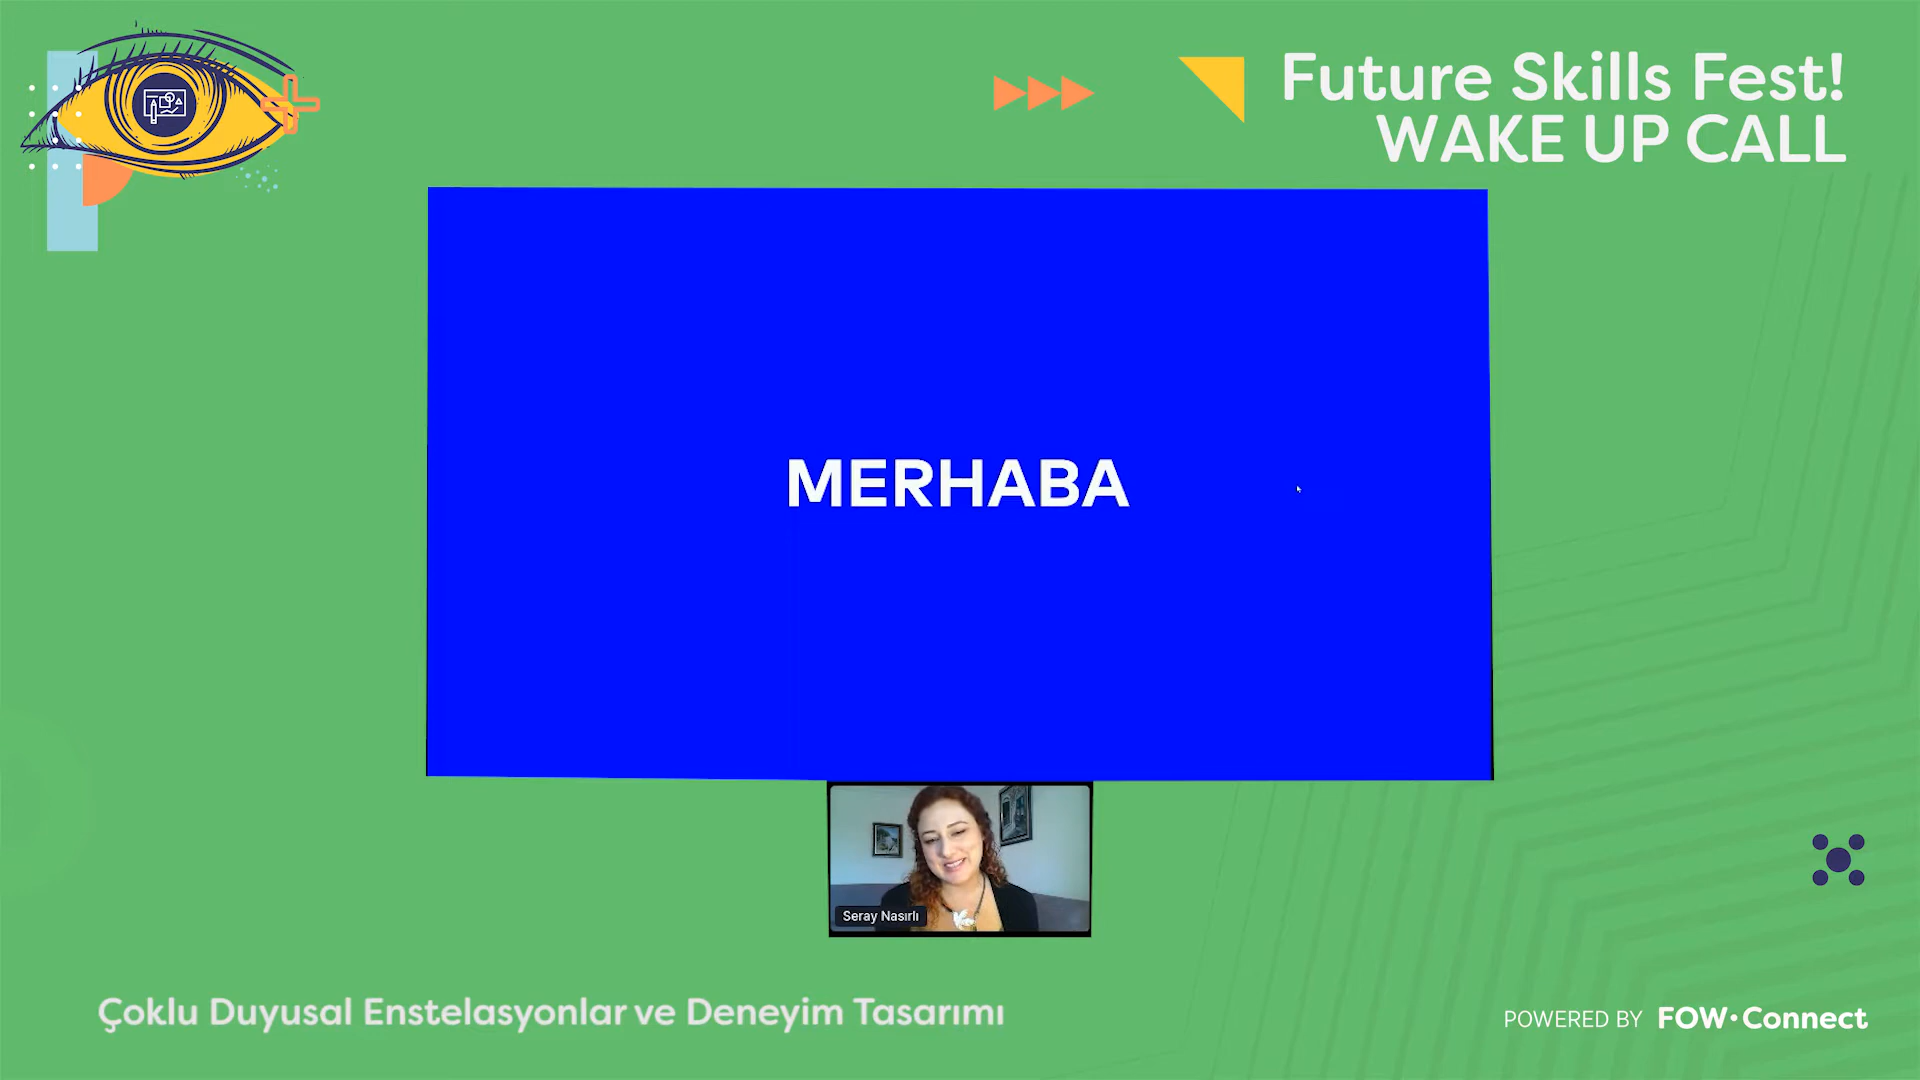 Future Skills Fest!
WAKE UP CALL
MERHABA
Seray Nasırlı
Çoklu Duyusal Enstelasyonlar ve Deneyim Tasarımı
POWERED BY FOW·Connect